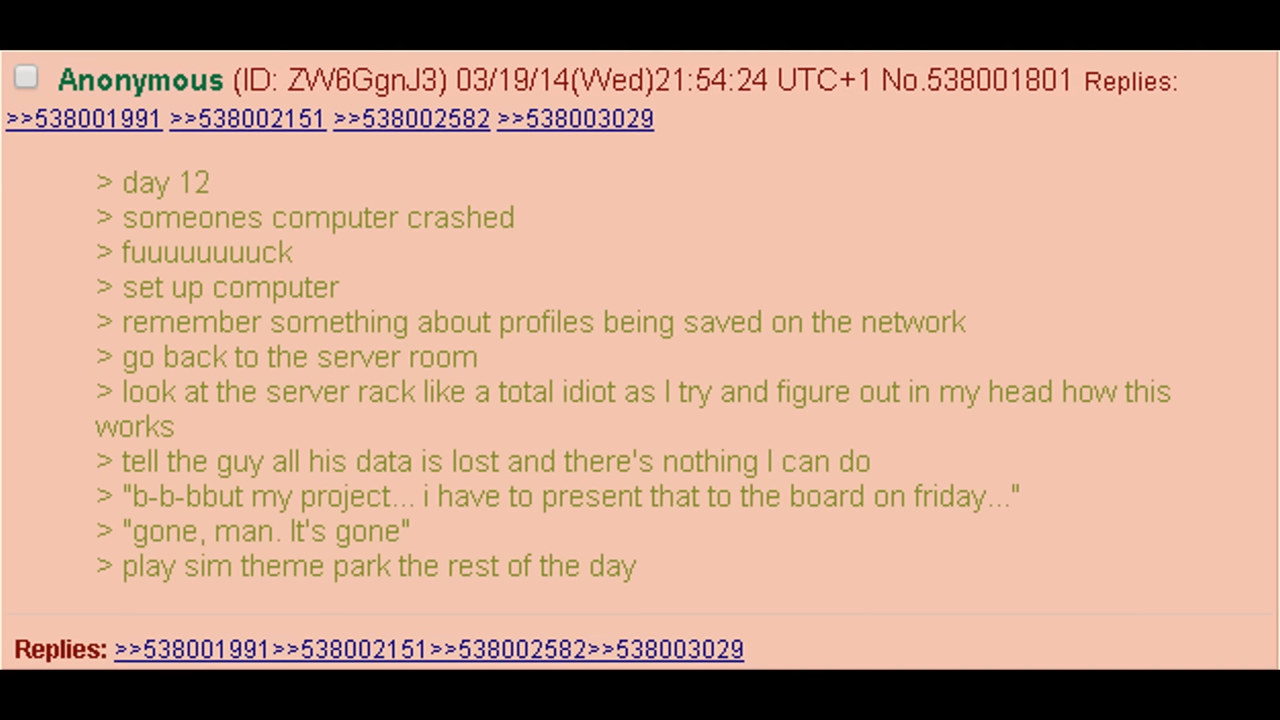 Anonymous (ID: ZW6GgnJ3) 03/19/14(Wed)21:54:24 UTC+1 No.538001801 Replies:
>>538001991 >>538002151 >>538002582 >>538003029
> day 12
> someones computer crashed
> fuuuuuuuuck
> set up computer
> remember something about profiles being saved on the network
> go back to the server room
> look at the server rack like a total idiot as I try and figure out in my head how this
works
> tell the guy all his data is lost and there's nothing I can do
> "b-b-bbut my project... i have to present that to the board on friday..."
> "gone, man. It's gone"
> play sim theme park the rest of the day
Replies: >>538001991>>538002151>>538002582>>538003029